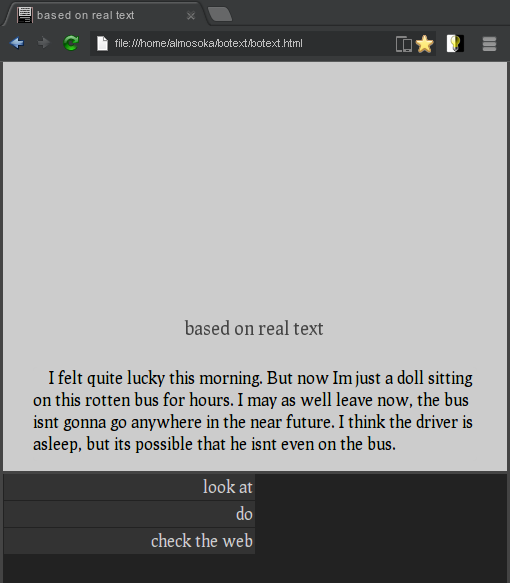 based on real text
file:///home/almosoka/botext/botext.html
based on real text
I felt quite lucky this morning. But now Im just a doll sitting
on this rotten bus for hours. I may as well leave now, the bus
isnt gonna go anywhere in the near future. I think the driver is
asleep, but its possible that he isnt even on the bus.
look at
do
check the web